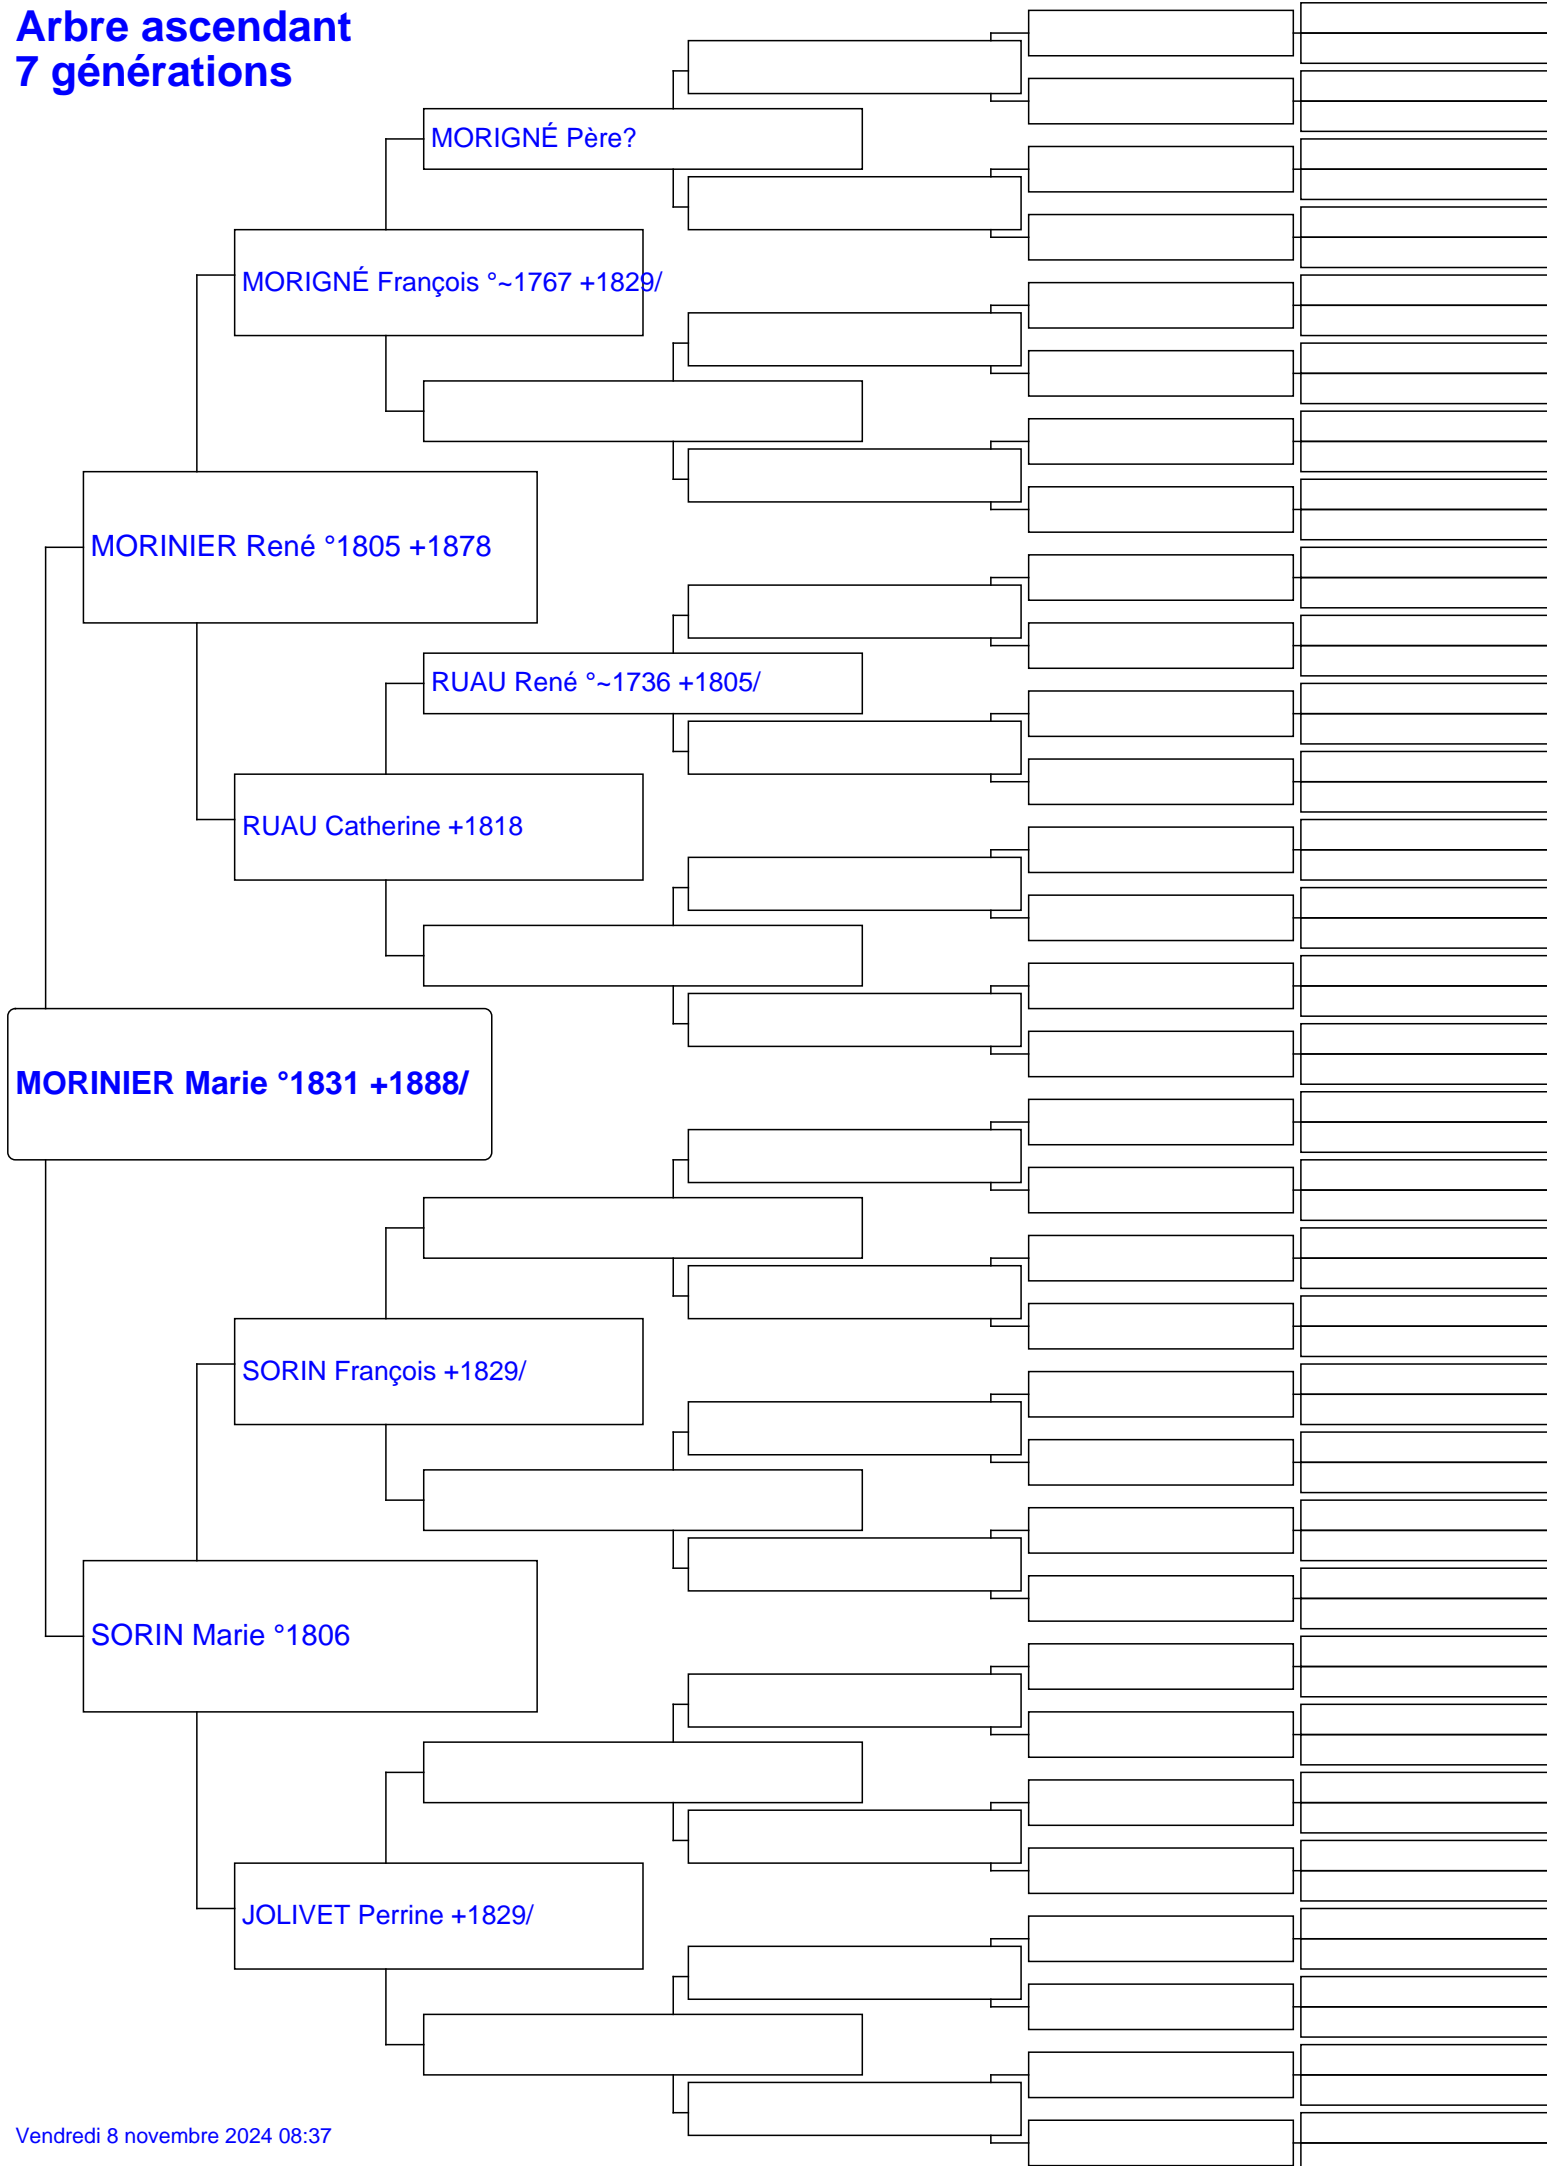 Arbre ascendant
7 générations
MORIGNÉ Père?
MORIGNÉ François °~1767 +1829/
MORINIER René °1805 +1878
RUAU René °~1736 +1805/
RUAU Catherine +1818
MORINIER Marie °1831 +1888/
SORIN François +1829/
SORIN Marie °1806
JOLIVET Perrine +1829/
Vendredi 8 novembre 2024 08:37